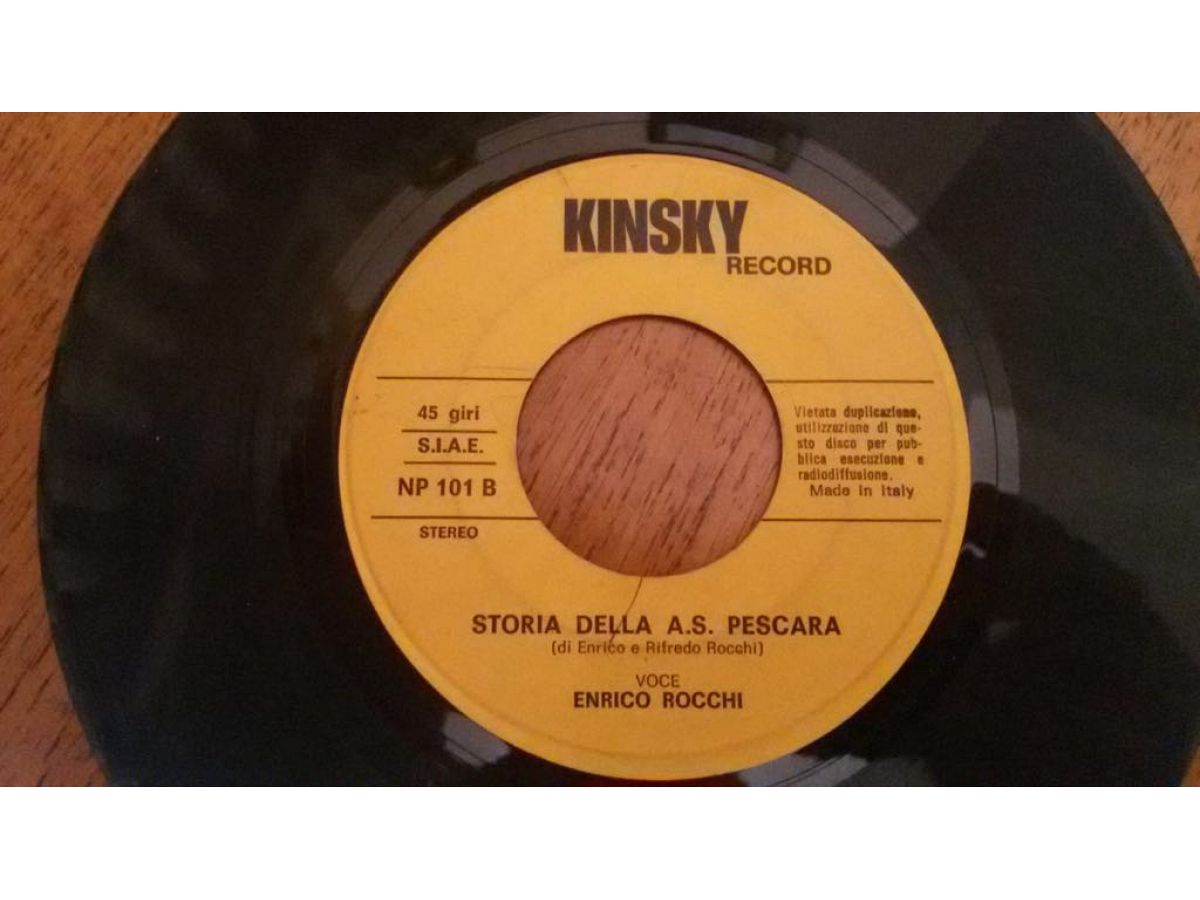 KINSKY
RECORD
45 giri
S.I.A.E.
NP 101 B
STEREO
Vietata duplicazione,
utilizzazione di que-
sto disco per pub-
blica esecuzione e
radiodiffusione.
Made in Italy
STORIA DELLA A.S. PESCARA
(di Enrico e Rifredo Rocchi)
VOCE
ENRICO ROCCHI